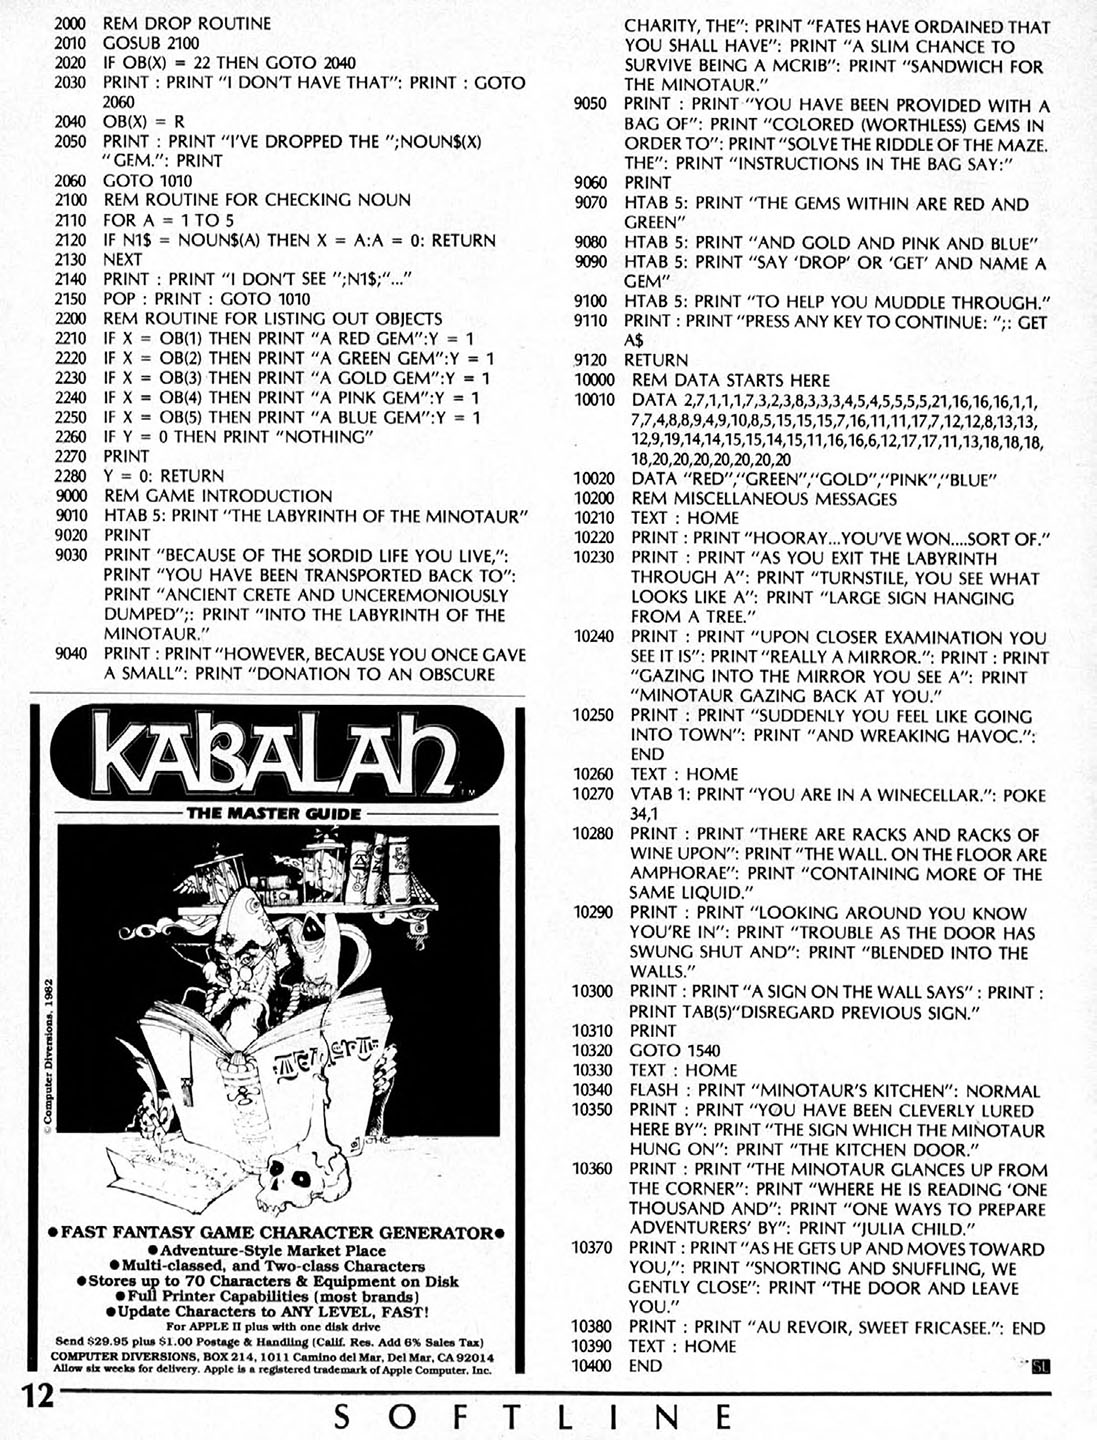 2000 REM DROP ROUTINE
2010 GOSUB 2100
2020 IF OB(X) = 22 THEN GOTO 2040
2030 PRINT : PRINT "I DON'T HAVE THAT": PRINT : GOTO
2060
2040 OB(X) = R
2050 PRINT : PRINT "I'VE DROPPED THE ";NOUN$(X)
" GEM.": PRINT
2060 GOTO 1010
2100 REM ROUTINE FOR CHECKING NOUN
2110 FOR A = 1 TO 5
2120 IF N1$ = NOUN$(A) THEN X = A:A = 0: RETURN
2130 NEXT
2140 PRINT : PRINT "I DON'T SEE ";N1$;"..."
2150 POP : PRINT : GOTO 1010
2200 REM ROUTINE FOR LISTING OUT OBJECTS
2210 IF X = OB(1) THEN PRINT "A RED GEM":Y = 1
2220 IF X = OB(2) THEN PRINT "A GREEN GEM":Y = 1
2230 IF X = OB(3) THEN PRINT "A GOLD GEM":Y = 1
2240 IF X = OB(4) THEN PRINT "A PINK GEM":Y = 1
2250 IF X = OB(5) THEN PRINT "A BLUE GEM":Y = 1
2260 IF Y = 0 THEN PRINT "NOTHING"
2270 PRINT
2280 Y = 0: RETURN
9000 REM GAME INTRODUCTION
9010 HTAB 5: PRINT "THE LABYRINTH OF THE MINOTAUR"
9020 PRINT
9030 PRINT "BECAUSE OF THE SORDID LIFE YOU LIVE,":
PRINT "YOU HAVE BEEN TRANSPORTED BACK TO":
PRINT "ANCIENT CRETE AND UNCEREMONIOUSLY
DUMPED";: PRINT "INTO THE LABYRINTH OF THE
MINOTAUR."
9040 PRINT : PRINT "HOWEVER, BECAUSE YOU ONCE GAVE
A SMALL": PRINT "DONATION TO AN OBSCURE
CHARITY, THE": PRINT "FATES HAVE ORDAINED THAT
YOU SHALL HAVE": PRINT "A SLIM CHANCE TO
SURVIVE BEING A MCRIB": PRINT "SANDWICH FOR
THE MINOTAUR."
9050 PRINT : PRINT "YOU HAVE BEEN PROVIDED WITH A
BAG OF": PRINT "COLORED (WORTHLESS) GEMS IN
ORDER TO": PRINT "SOLVE THE RIDDLE OF THE MAZE.
THE": PRINT "INSTRUCTIONS IN THE BAG SAY:"
9060 PRINT
9070 HTAB 5: PRINT "THE GEMS WITHIN ARE RED AND
GREEN"
9080 HTAB 5: PRINT "AND GOLD AND PINK AND BLUE"
9090 HTAB 5: PRINT "SAY 'DROP' OR 'GET' AND NAME A
GEM"
9100 HTAB 5: PRINT "TO HELP YOU MUDDLE THROUGH."
9110 PRINT : PRINT "PRESS ANY KEY TO CONTINUE: ";: GET
A$
9120 RETURN
10000 REM DATA STARTS HERE
10010 DATA 2,7,1,1,1,7,3,2,3,8,3,3,3,4,5,4,5,5,5,5,21,16,16,16,1,1,
7,7,4,8,8,9,4,9,10,8,5,15,15,15,7,16,11,11,17,7,12,12,8,13,13,
12,9,19,14,14,15,15,14,15,11,16,16,6,12,17,17,11,13,18,18,18,
18,20,20,20,20,20,20,20
10020 DATA "RED","GREEN","GOLD","PINK","BLUE"
10200 REM MISCELLANEOUS MESSAGES
10210 TEXT : HOME
10220 PRINT : PRINT "HOORAY...YOU'VE WON....SORT OF."
10230 PRINT : PRINT "AS YOU EXIT THE LABYRINTH
THROUGH A": PRINT "TURNSTILE, YOU SEE WHAT
LOOKS LIKE A": PRINT "LARGE SIGN HANGING
FROM A TREE."
10240 PRINT : PRINT "UPON CLOSER EXAMINATION YOU
SEE IT IS": PRINT "REALLY A MIRROR.": PRINT : PRINT
"GAZING INTO THE MIRROR YOU SEE A": PRINT
"MINOTAUR GAZING BACK AT YOU."
10250 PRINT : PRINT "SUDDENLY YOU FEEL LIKE GOING
INTO TOWN": PRINT "AND WREAKING HAVOC.":
END
10260 TEXT : HOME
10270 VTAB 1: PRINT "YOU ARE IN A WINECELLAR.": POKE
34,1
10280 PRINT : PRINT "THERE ARE RACKS AND RACKS OF
WINE UPON": PRINT "THE WALL. ON THE FLOOR ARE
AMPHORAE": PRINT "CONTAINING MORE OF THE
SAME LIQUID."
10290 PRINT : PRINT "LOOKING AROUND YOU KNOW
YOU'RE IN": PRINT "TROUBLE AS THE DOOR HAS
SWUNG SHUT AND": PRINT "BLENDED INTO THE
WALLS."
10300 PRINT : PRINT "A SIGN ON THE WALL SAYS" : PRINT :
PRINT TAB(5)"DISREGARD PREVIOUS SIGN."
10310 PRINT
10320 GOTO 1540
10330 TEXT : HOME
10340 FLASH : PRINT "MINOTAUR'S KITCHEN": NORMAL
10350 PRINT : PRINT "YOU HAVE BEEN CLEVERLY LURED
HERE BY": PRINT "THE SIGN WHICH THE MINOTAUR
HUNG ON": PRINT "THE KITCHEN DOOR."
10360 PRINT : PRINT "THE MINOTAUR GLANCES UP FROM
THE CORNER": PRINT "WHERE HE IS READING 'ONE
THOUSAND AND": PRINT "ONE WAYS TO PREPARE
ADVENTURERS' BY": PRINT "JULIA CHILD."
10370 PRINT : PRINT "AS HE GETS UP AND MOVES TOWARD
YOU,": PRINT "SNORTING AND SNUFFLING, WE
GENTLY CLOSE": PRINT "THE DOOR AND LEAVE
YOU."
10380 PRINT : PRINT "AU REVOIR, SWEET FRICASEE.": END
10390 TEXT : HOME
10400 END
SL
KABALAH TM
THE MASTER GUIDE
© Computer Diversions, 1982
• FAST FANTASY GAME CHARACTER GENERATOR •
• Adventure-Style Market Place
• Multi-classed, and Two-class Characters
• Stores up to 70 Characters & Equipment on Disk
• Full Printer Capabilities (most brands)
• Update Characters to ANY LEVEL, FAST!
For APPLE II plus with one disk drive
Send $29.95 plus $1.00 Postage & Handling (Calif. Res. Add 6% Sales Tax)
COMPUTER DIVERSIONS, BOX 214, 1011 Camino del Mar, Del Mar, CA 92014
Allow six weeks for delivery. Apple is a registered trademark of Apple Computer, Inc.
12
SOFTLINE